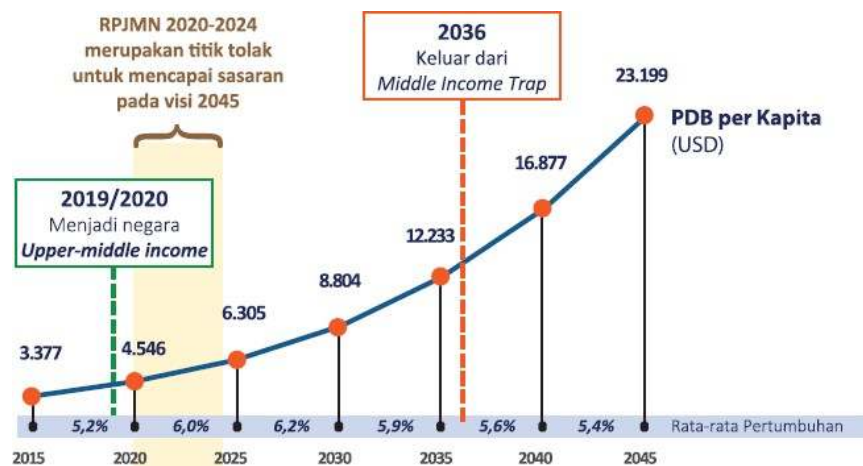 RPJMN 2020-2024
merupakan titik tolak
untuk mencapai sasaran
pada visi 2045
2036
Keluar dari
Middle Income Trap
23.199
PDB per Kapita
(USD)
16.877
2019/2020
Menjadi negara
Upper-middle income
12.233
8.804
6.305
4.546
3.377
5,2% 6,0% 6,2% 5,9% 5,6% 5,4% Rata-rata Pertumbuhan
2015 2020 2025 2030 2035 2040 2045